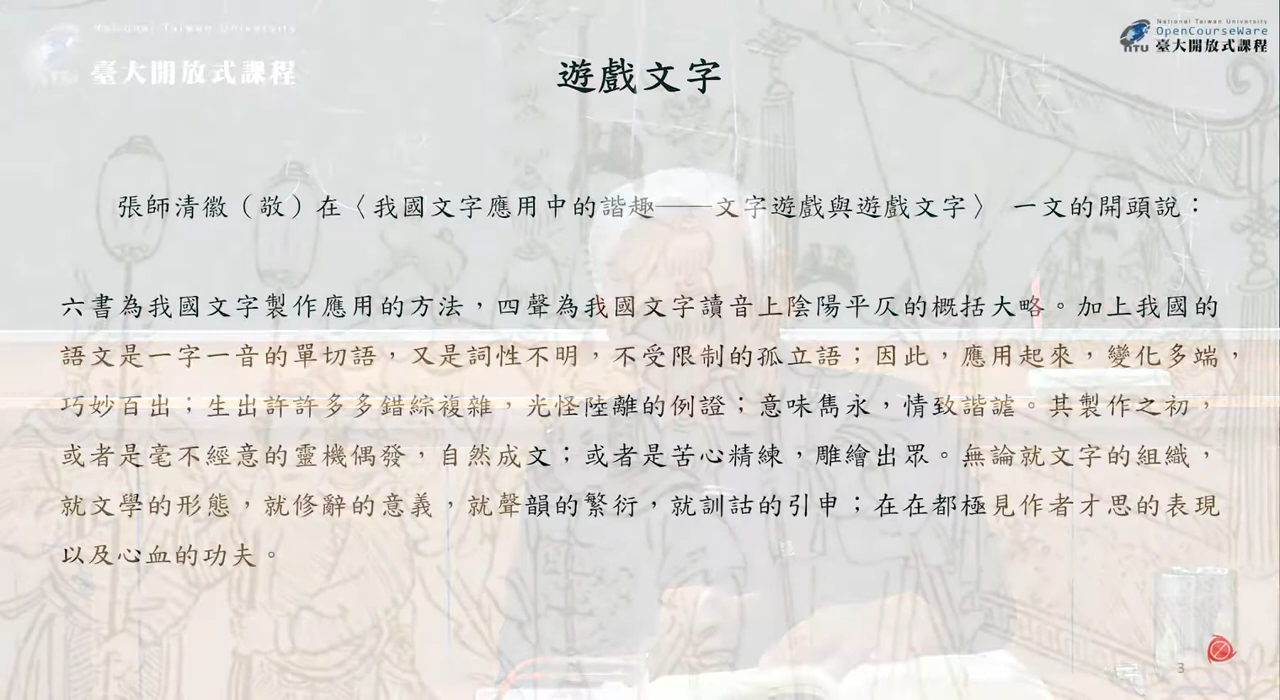 National Taiwan University
臺大開放式課程
National Taiwan University
OpenCourseWare
NTU 臺大開放式課程
遊戲文字
張師清徽（敬）在〈我國文字應用中的諧趣——文字遊戲與遊戲文字〉 一文的開頭說：
六書為我國文字製作應用的方法，四聲為我國文字讀音上陰陽平仄的概括大略。加上我國的
語文是一字一音的單切語，又是詞性不明，不受限制的孤立語；因此，應用起來，變化多端，
巧妙百出；生出許許多多錯綜複雜，光怪陸離的例證；意味雋永，情致諧謔。其製作之初，
或者是毫不經意的靈機偶發，自然成文；或者是苦心精練，雕繪出眾。無論就文字的組織，
就文學的形態，就修辭的意義，就聲韻的繁衍，就訓詁的引申；在在都極見作者才思的表現
以及心血的功夫。
3